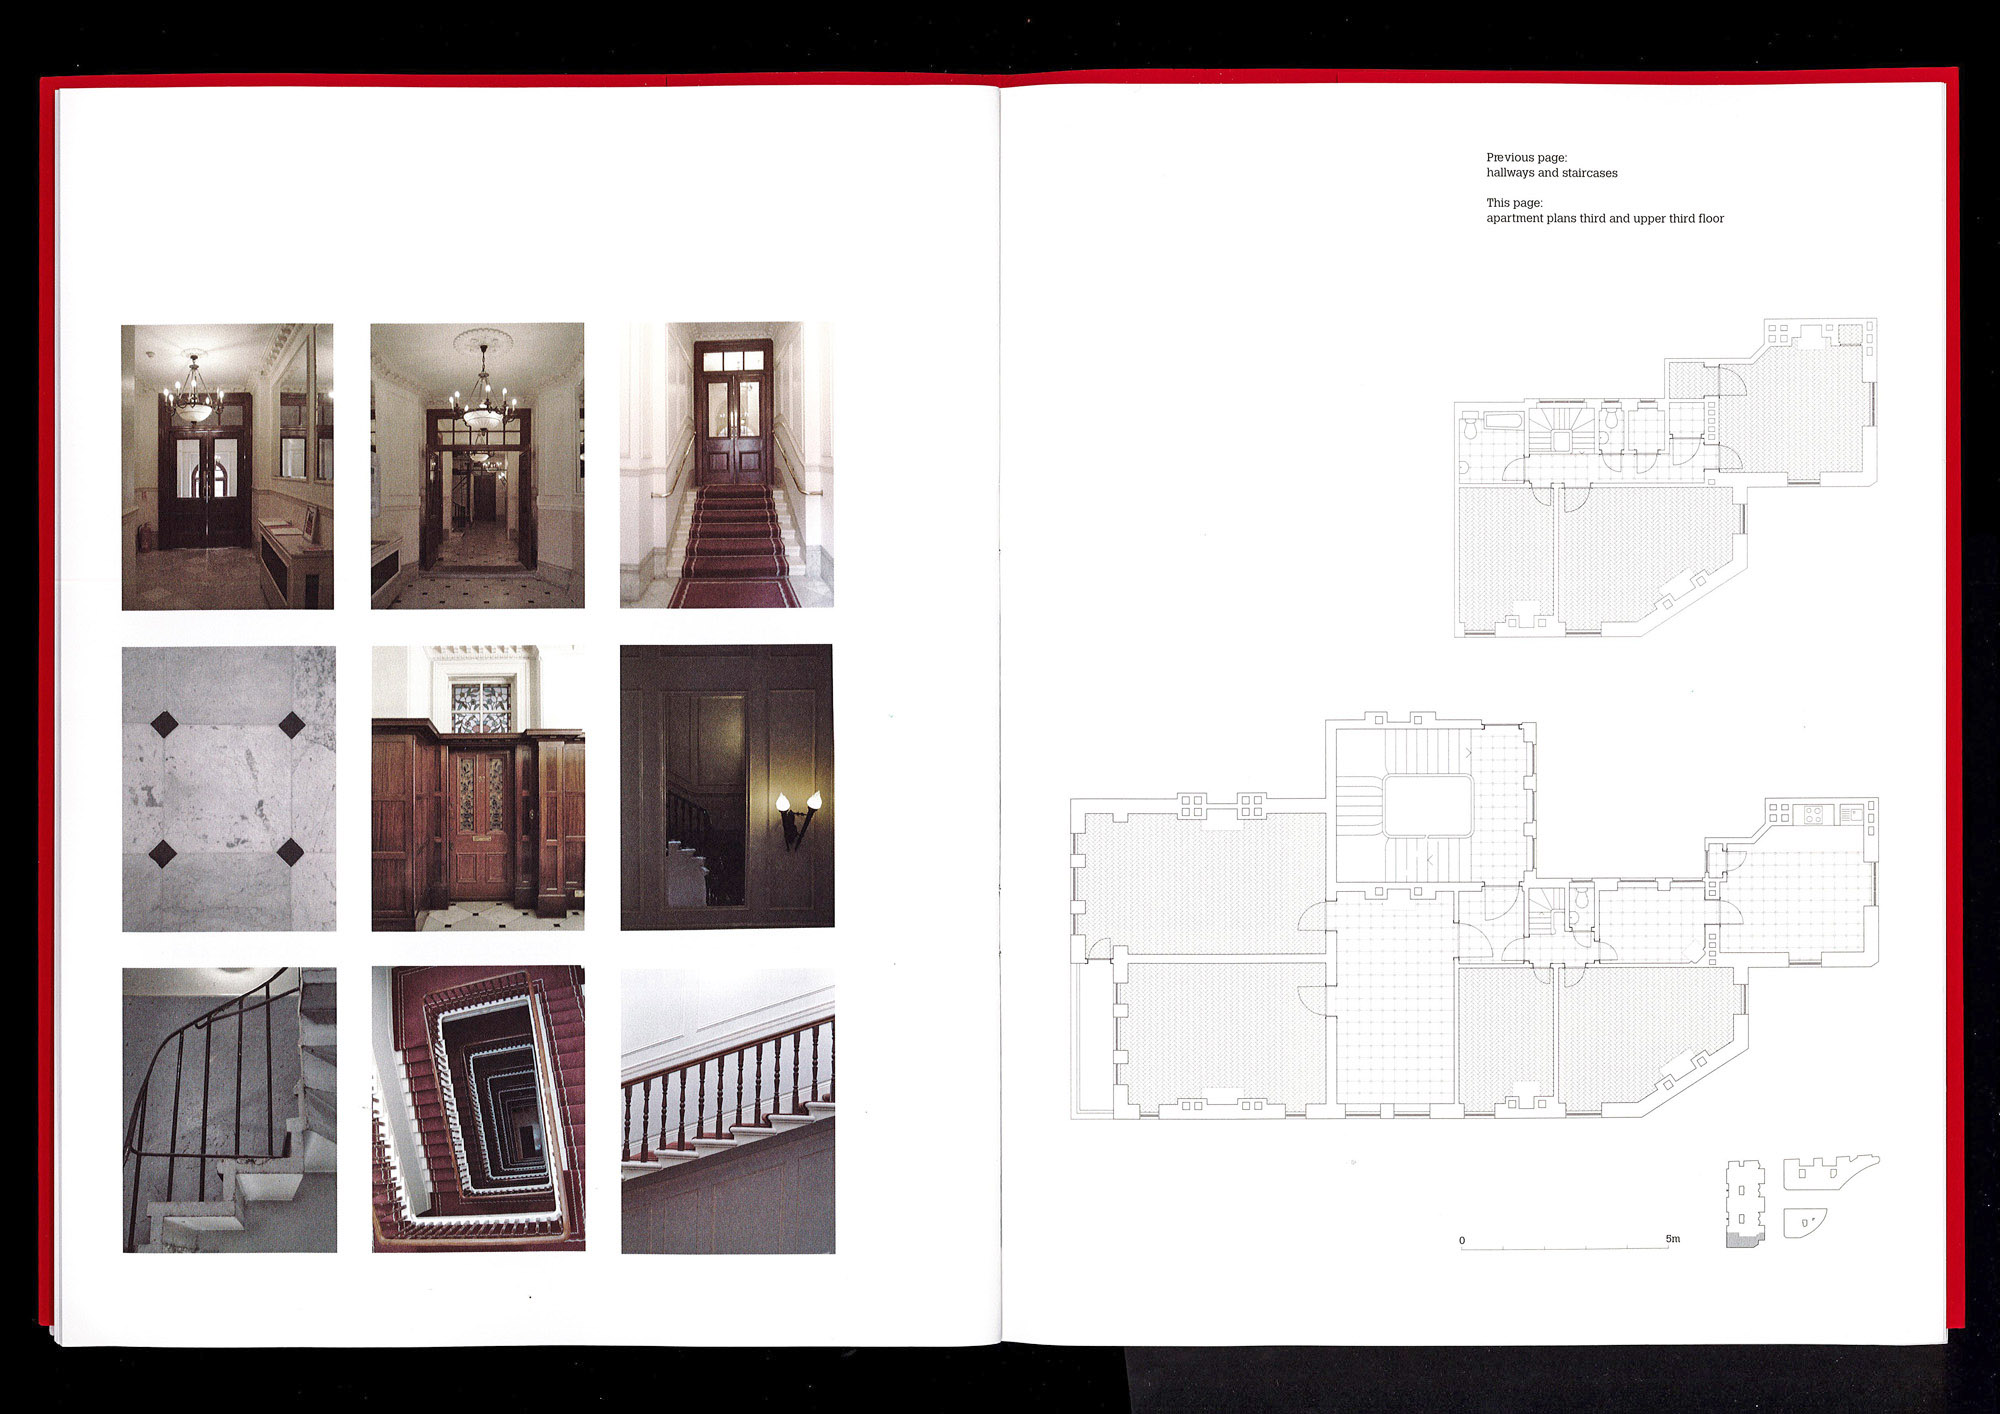 Previous page:
hallways and staircases
This page:
apartment plans third and upper third floor
0
5m